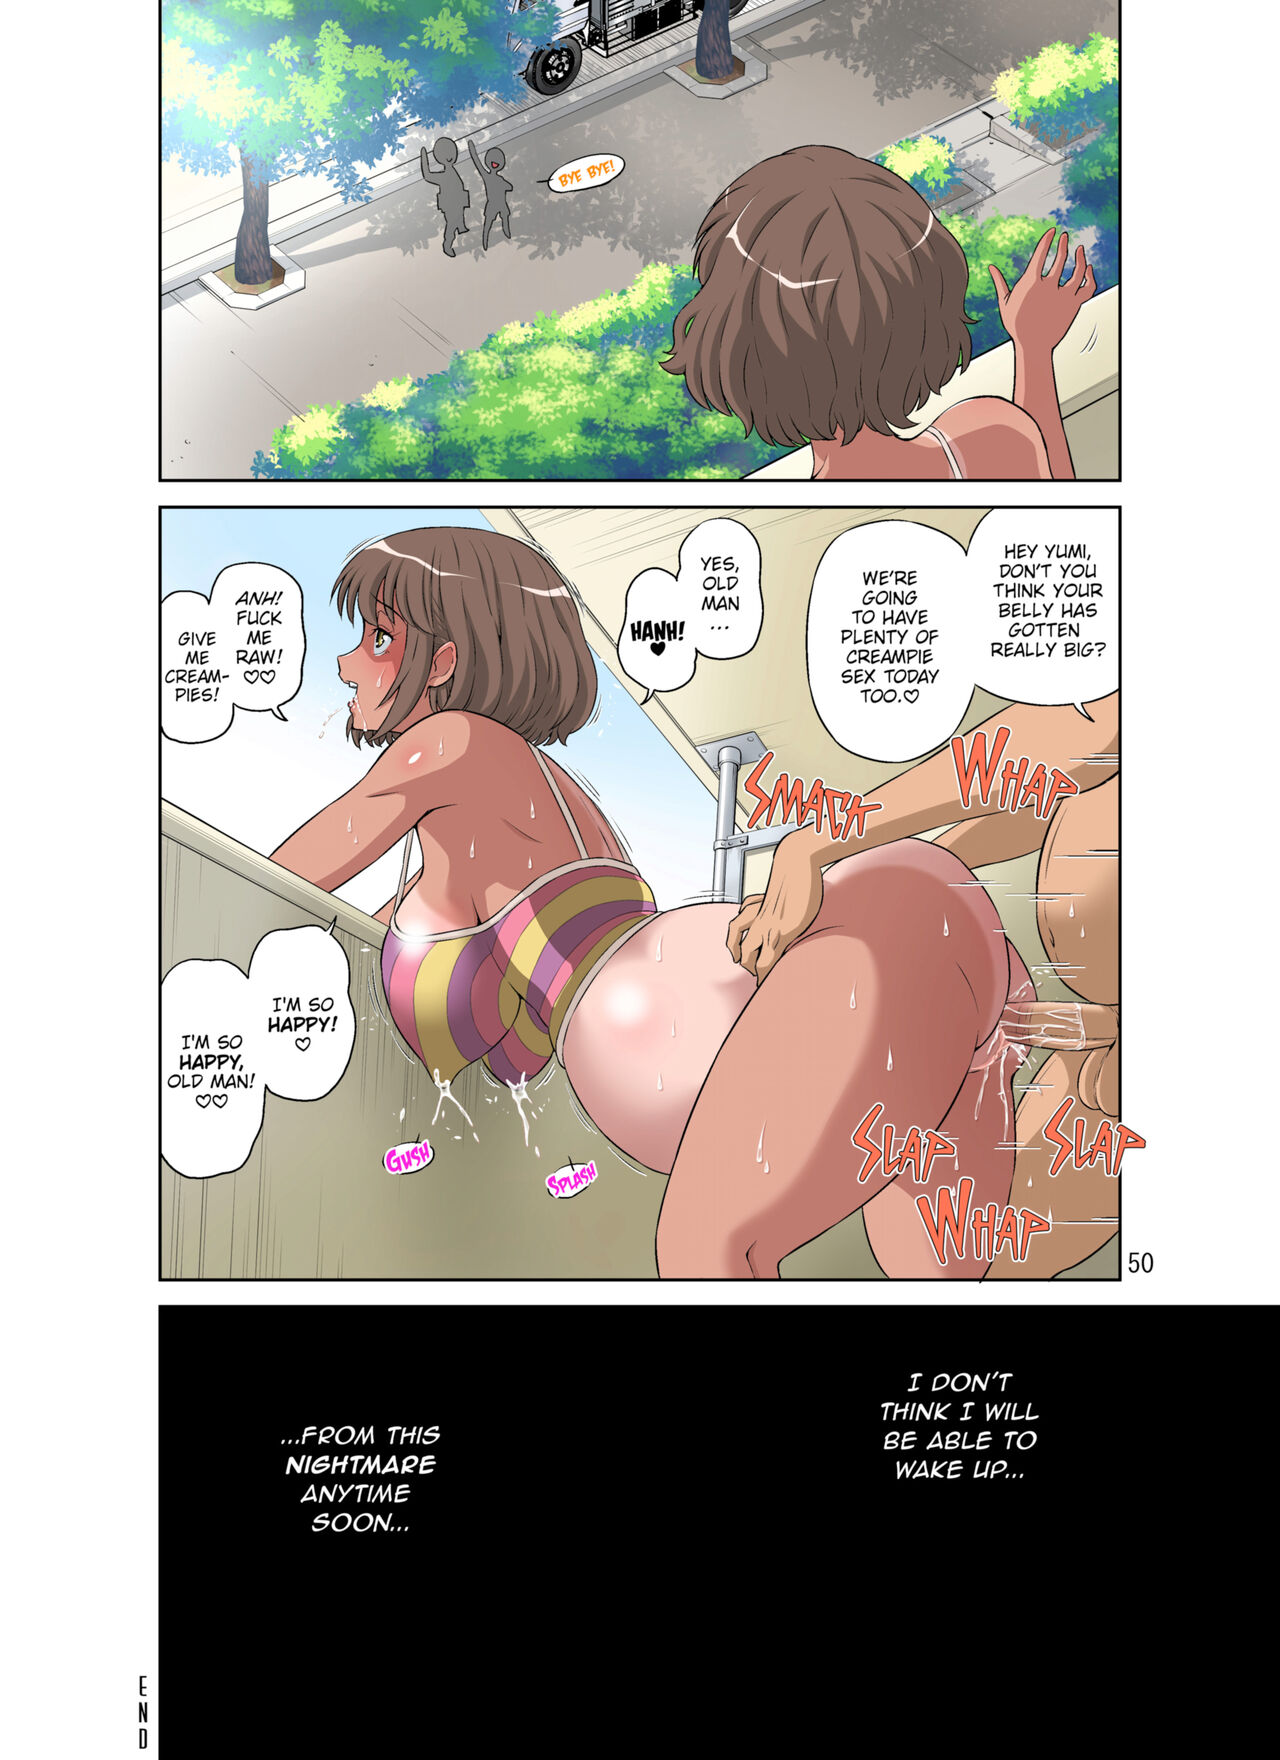 BYE BYE!
HEY YUMI,
DON'T YOU
THINK YOUR
BELLY HAS
GOTTEN
REALLY BIG?
WE'RE
GOING
TO HAVE
PLENTY OF
CREAMPIE
SEX TODAY
TOO.♡
YES,
OLD
MAN
...
HANH!
♥
ANH!
FUCK
ME
RAW!
♡♡
GIVE
ME
CREAM-
PIES!
WHAP
SMACK
I'M SO
HAPPY!
♡
I'M SO
HAPPY,
OLD MAN!
♡♡
GUSH
SPLASH
SLAP
SLAP
WHAP
50
I DON'T
THINK I WILL
BE ABLE TO
WAKE UP...
...FROM THIS
NIGHTMARE
ANYTIME
SOON...
END